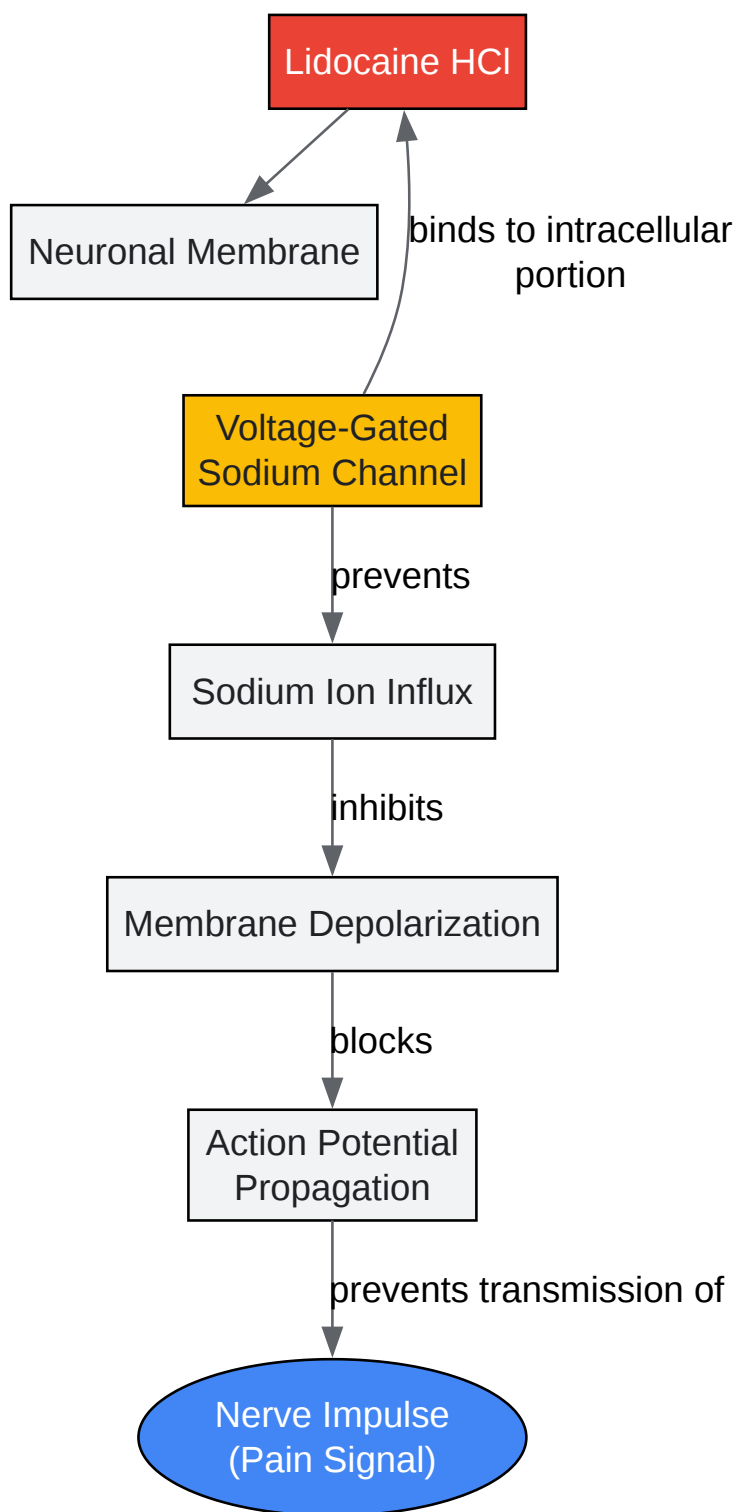 Lidocaine HCl
Neuronal Membrane
binds to intracellular
portion
Voltage-Gated
Sodium Channel
prevents
Sodium Ion Influx
inhibits
Membrane Depolarization
blocks
Action Potential
Propagation
prevents transmission of
Nerve Impulse
(Pain Signal)